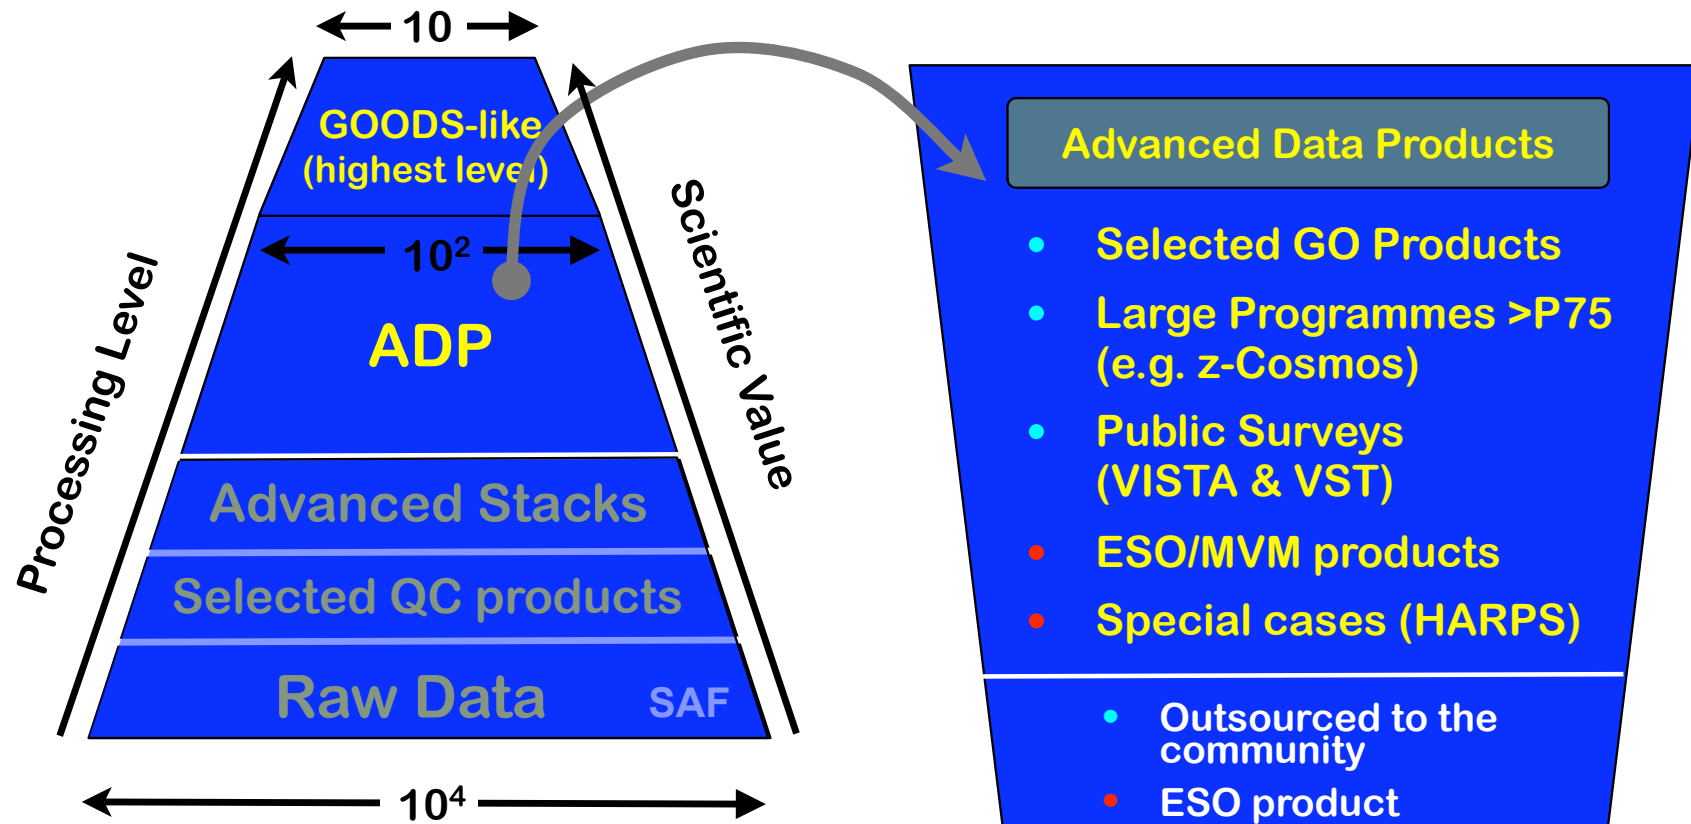 10
GOODS-like
(highest level)
10²
ADP
Advanced Stacks
Selected QC products
Raw Data
SAF
10⁴
Processing Level
Scientific Value
Advanced Data Products
• Selected GO Products
• Large Programmes >P75
(e.g. z-Cosmos)
• Public Surveys
(VISTA & VST)
• ESO/MVM products
• Special cases (HARPS)
• Outsourced to the
community
• ESO product